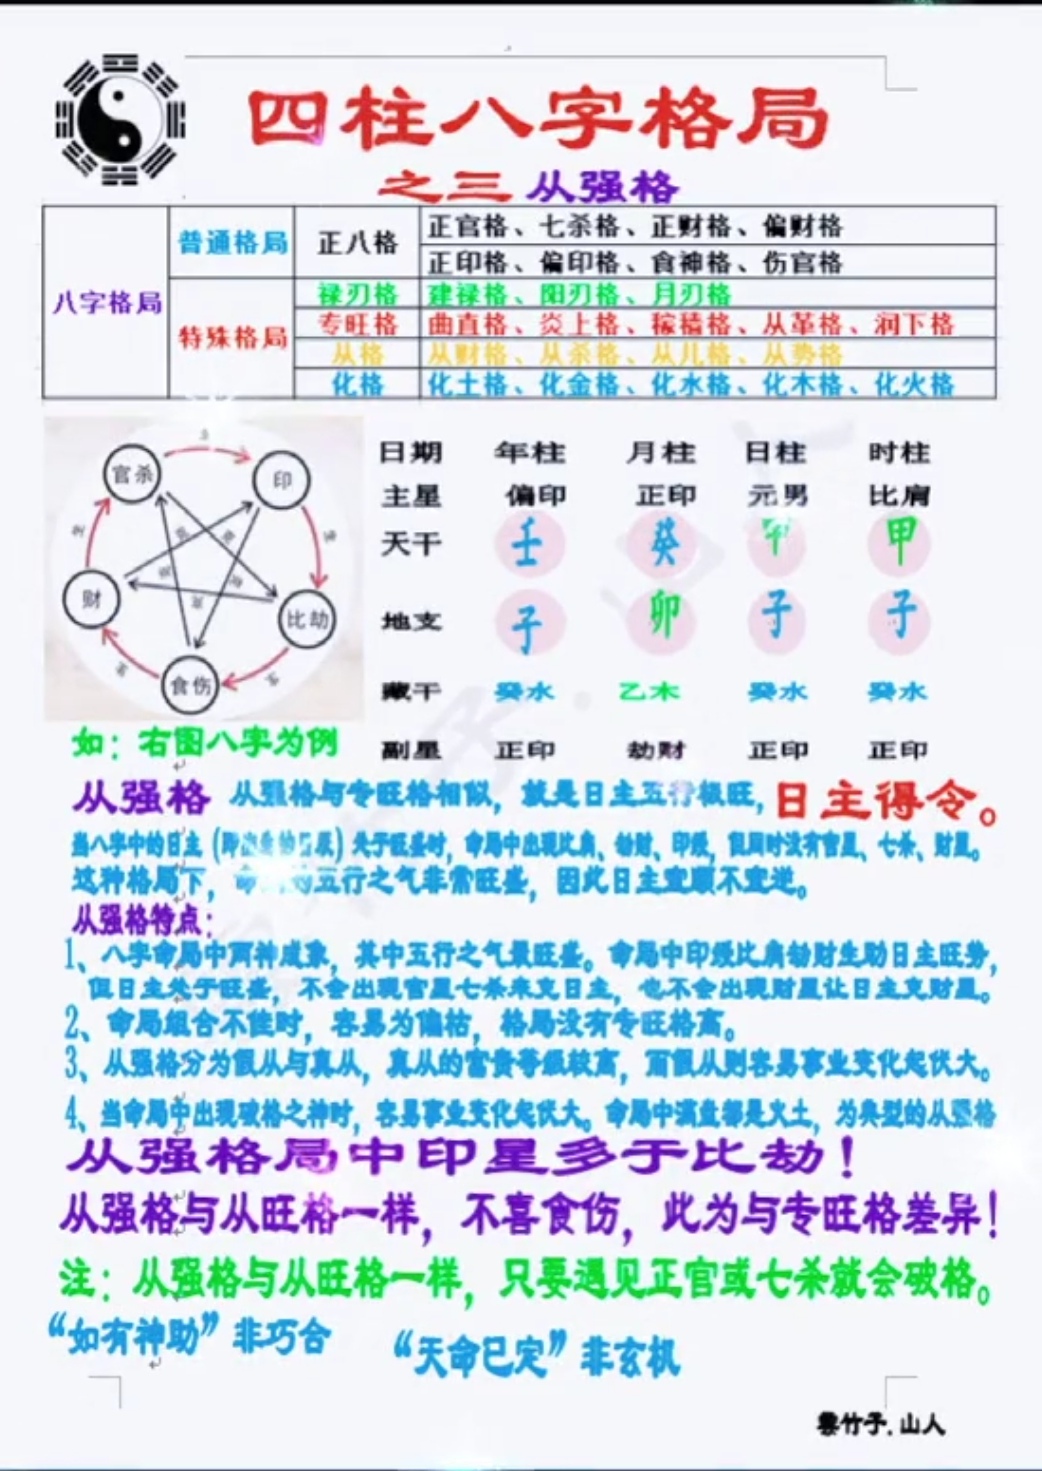 四柱八字格局
之三 从强格
八字格局
普通格局 正八格 正官格、七杀格、正财格、偏财格
正印格、偏印格、食神格、伤官格
特殊格局
禄刃格 建禄格、阳刃格、月刃格
专旺格 曲直格、炎上格、稼穑格、从革格、润下格
从格 从财格、从杀格、从儿格、从势格
化格 化土格、化金格、化水格、化木格、化火格
官杀 印 比劫 食伤 财
日期 年柱 月柱 日柱 时柱
主星 偏印 正印 元男 比肩
天干 壬 癸 甲 甲
地支 子 卯 子 子
藏干 癸水 乙木 癸水 癸水
副星 正印 劫财 正印 正印
如：右图八字为例
从强格 从强格与专旺格相似，就是日主五行极旺，日主得令。
当八字中的日主（即 ）处于旺盛时，命局中出现比肩、劫财、印绶，但同时没有官星、七杀、财星。
这种格局下，命 五行之气非常旺盛，因此日主宜顺不宜逆。
从强格特点：
1、八字命局中两神成象，其中五行之气最旺盛。命局中印绶比肩劫财生助日主旺势，
但日主处于旺盛，不会出现官星七杀来克日主，也不会出现财星让日主克财星。
2、命局组合不佳时，容易为偏枯，格局没有专旺格高。
3、从强格分为假从与真从，真从的富贵等级较高，而假从则容易事业变化起伏大。
4、当命局中出现破格之神时，容易事业变化起伏大。命局中满盘都是火土，为典型的从强格
从强格局中印星多于比劫！
从强格与从旺格一样，不喜食伤，此为与专旺格差异！
注：从强格与从旺格一样，只要遇见正官或七杀就会破格。
“如有神助”非巧合 “天命已定”非玄机
雲竹子.山人